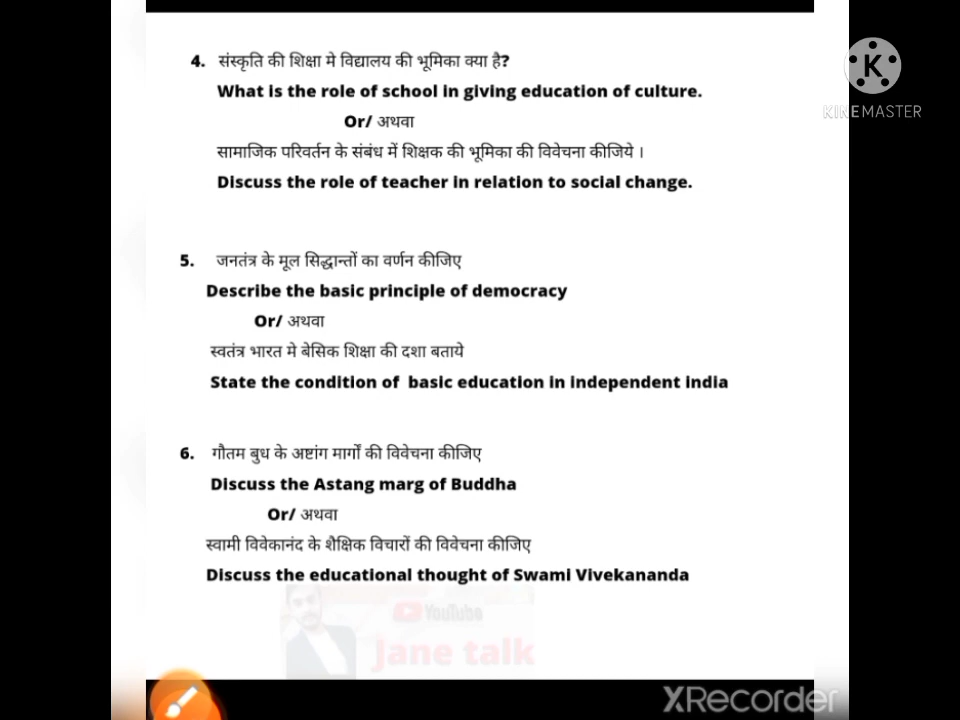 4. संस्कृति की शिक्षा मे विद्यालय की भूमिका क्या है?
What is the role of school in giving education of culture.
Or/ अथवा
सामाजिक परिवर्तन के संबंध में शिक्षक की भूमिका की विवेचना कीजिये ।
Discuss the role of teacher in relation to social change.
5. जनतंत्र के मूल सिद्धान्तों का वर्णन कीजिए
Describe the basic principle of democracy
Or/ अथवा
स्वतंत्र भारत मे बेसिक शिक्षा की दशा बताये
State the condition of basic education in independent india
6. गौतम बुध के अष्टांग मार्गों की विवेचना कीजिए
Discuss the Astang marg of Buddha
Or/ अथवा
स्वामी विवेकानंद के शैक्षिक विचारों की विवेचना कीजिए
Discuss the educational thought of Swami Vivekananda
YouTube
Jane talk
K
KINEMASTER
XRecorder